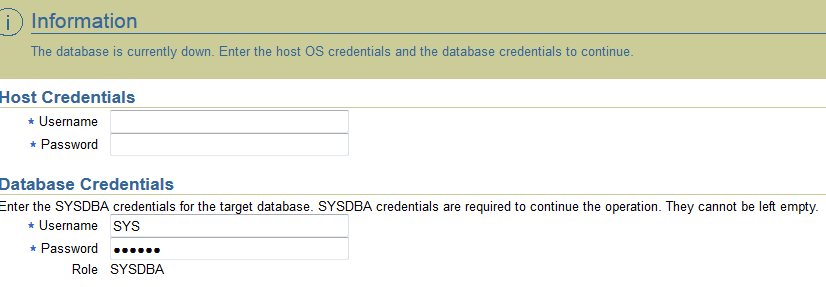 i Information
The database is currently down. Enter the host OS credentials and the database credentials to continue.
Host Credentials
* Username
* Password
Database Credentials
Enter the SYSDBA credentials for the target database. SYSDBA credentials are required to continue the operation. They cannot be left empty.
* Username SYS
* Password ●●●●●●
Role SYSDBA